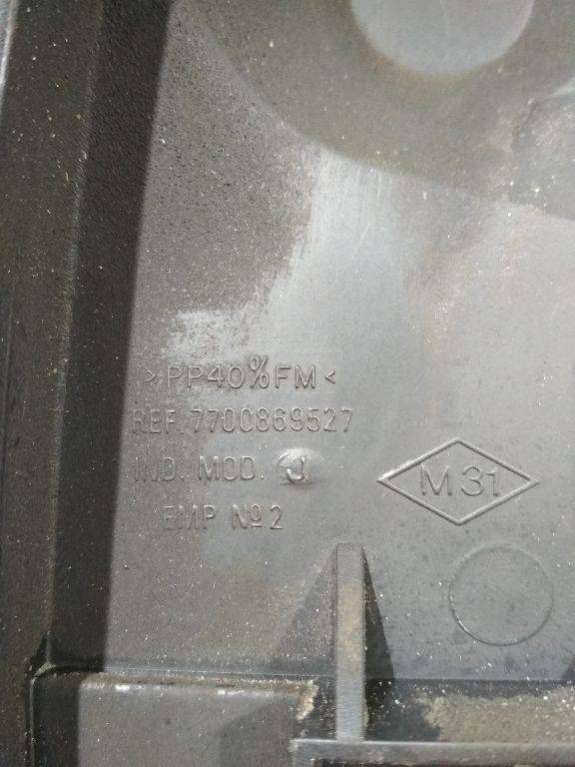 >PP40%FM<
REF. 7700869527
IND. MOD. J
M31
EMP Nº2